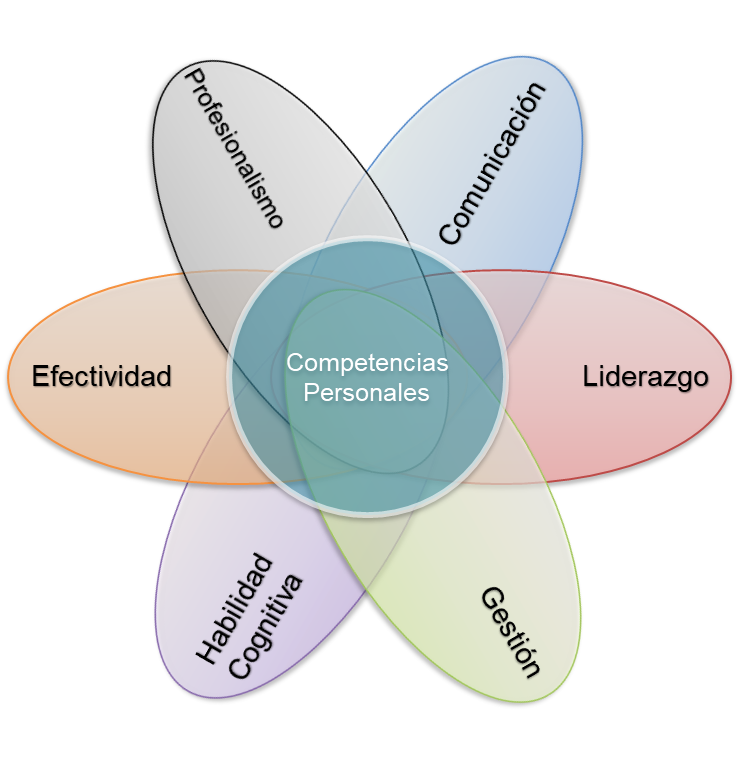 Profesionalismo
Comunicación
Efectividad
Competencias
Personales
Liderazgo
Habilidad
Cognitiva
Gestión